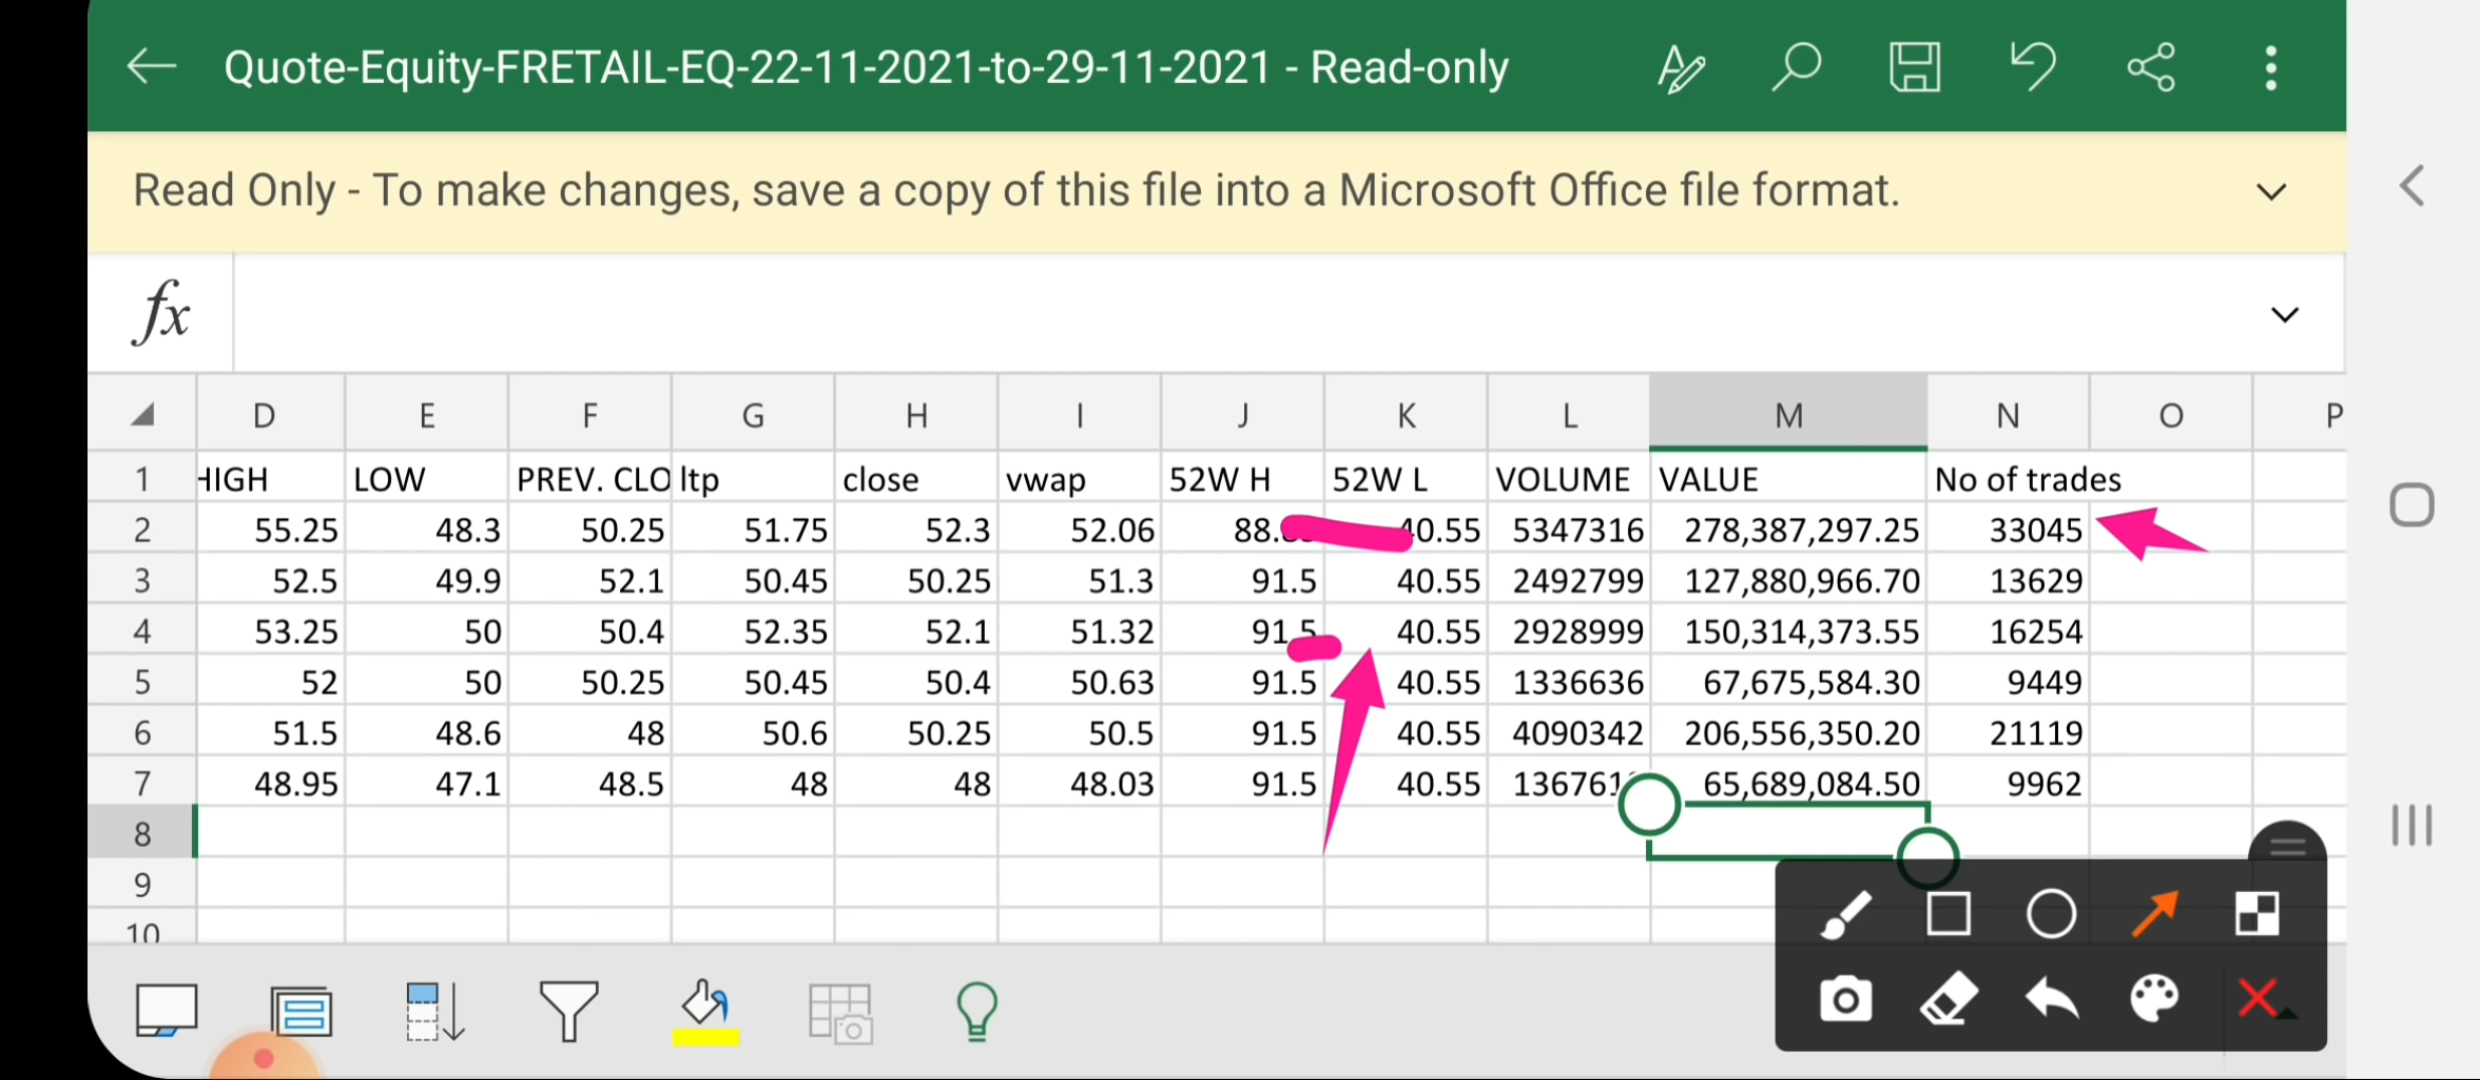 Quote-Equity-FRETAIL-EQ-22-11-2021-to-29-11-2021 - Read-only
Read Only - To make changes, save a copy of this file into a Microsoft Office file format.
fx
D E F G H I J K L M N O P
1 HIGH LOW PREV. CLO ltp close vwap 52W H 52W L VOLUME VALUE No of trades
2 55.25 48.3 50.25 51.75 52.3 52.06 40.55 5347316 278,387,297.25 33045
3 52.5 49.9 52.1 50.45 50.25 51.3 91.5 40.55 2492799 127,880,966.70 13629
4 53.25 50 50.4 52.35 52.1 51.32 91.5 40.55 2928999 150,314,373.55 16254
5 52 50 50.25 50.45 50.4 50.63 91.5 40.55 1336636 67,675,584.30 9449
6 51.5 48.6 48 50.6 50.25 50.5 91.5 40.55 4090342 206,556,350.20 21119
7 48.95 47.1 48.5 48 48 48.03 91.5 40.55 65,689,084.50 9962
8
9
10